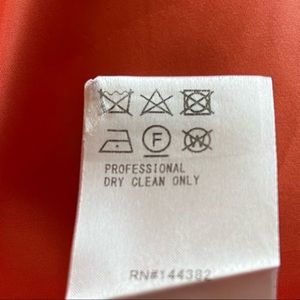 F
W
PROFESSIONAL
DRY CLEAN ONLY
RN#144382